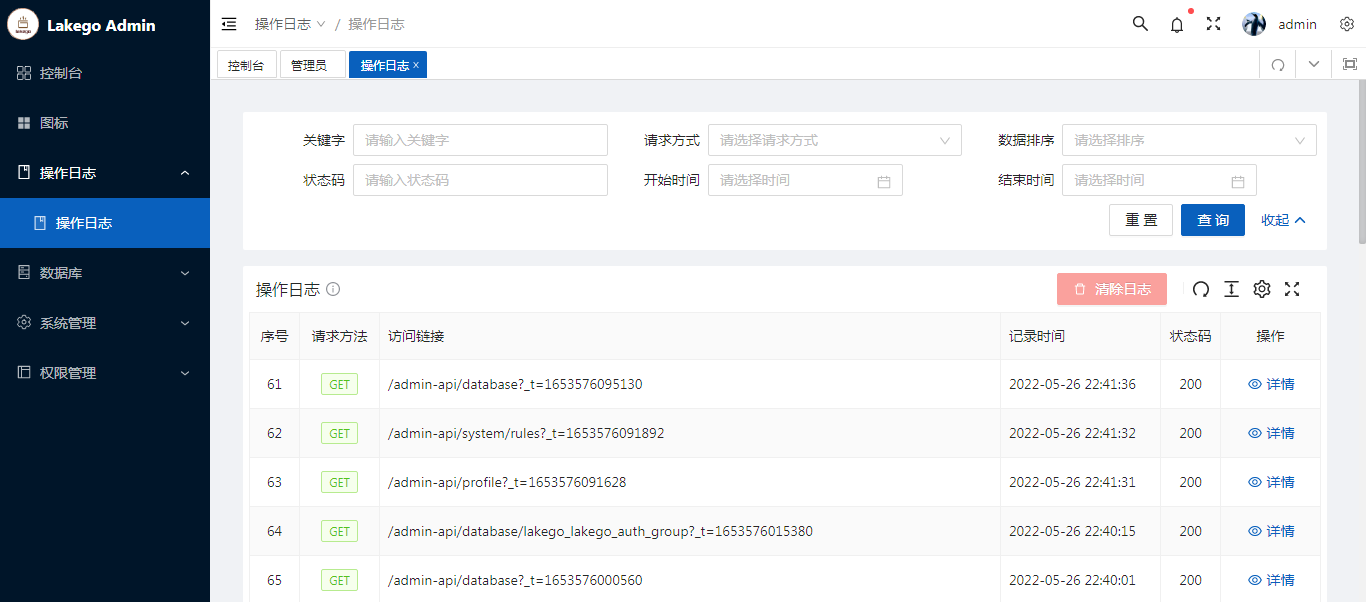 lakego
Lakego Admin
控制台
图标
操作日志
操作日志
数据库
系统管理
权限管理
操作日志 / 操作日志
admin
控制台 管理员 操作日志 ×
关键字 请输入关键字 请求方式 请选择请求方式 数据排序 请选择排序
状态码 请输入状态码 开始时间 请选择时间 结束时间 请选择时间
重 置 查 询 收起
操作日志 清除日志
序号 请求方法 访问链接 记录时间 状态码 操作
61 GET /admin-api/database?_t=1653576095130 2022-05-26 22:41:36 200 详情
62 GET /admin-api/system/rules?_t=1653576091892 2022-05-26 22:41:32 200 详情
63 GET /admin-api/profile?_t=1653576091628 2022-05-26 22:41:31 200 详情
64 GET /admin-api/database/lakego_lakego_auth_group?_t=1653576015380 2022-05-26 22:40:15 200 详情
65 GET /admin-api/database?_t=1653576000560 2022-05-26 22:40:01 200 详情